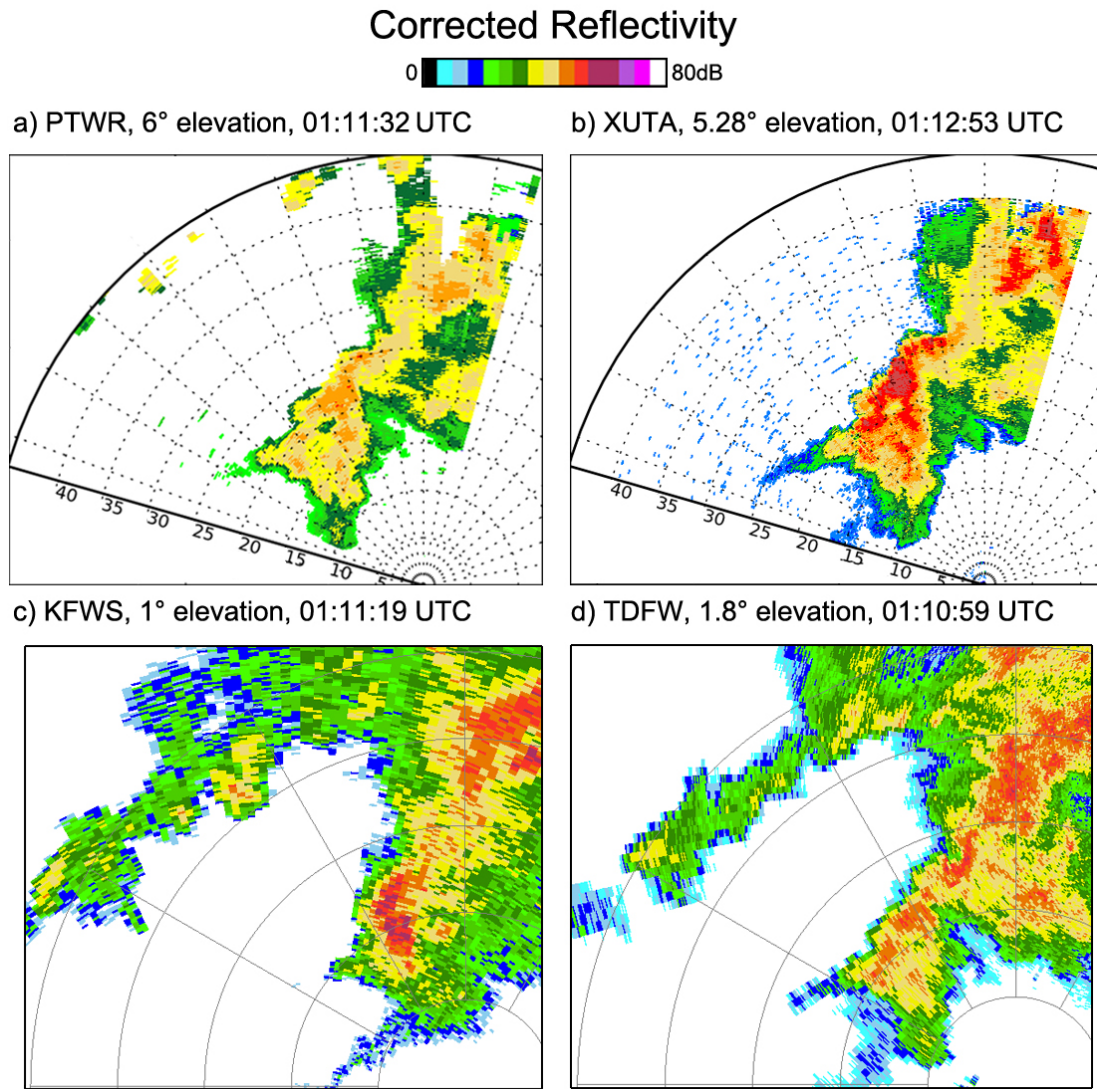 Corrected Reflectivity
0 80dB
a) PTWR, 6° elevation, 01:11:32 UTC
b) XUTA, 5.28° elevation, 01:12:53 UTC
40 35 30 25 20 15 10 5
40 35 30 25 20 15 10 5
c) KFWS, 1° elevation, 01:11:19 UTC
d) TDFW, 1.8° elevation, 01:10:59 UTC